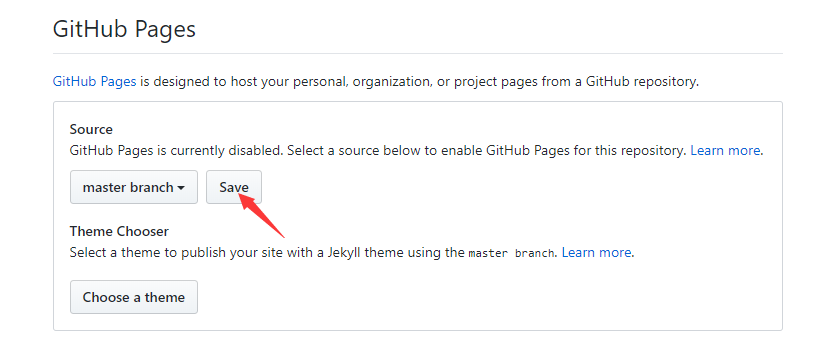 GitHub Pages
GitHub Pages is designed to host your personal, organization, or project pages from a GitHub repository.
Source
GitHub Pages is currently disabled. Select a source below to enable GitHub Pages for this repository. Learn more.
master branch Save
Theme Chooser
Select a theme to publish your site with a Jekyll theme using the master branch. Learn more.
Choose a theme